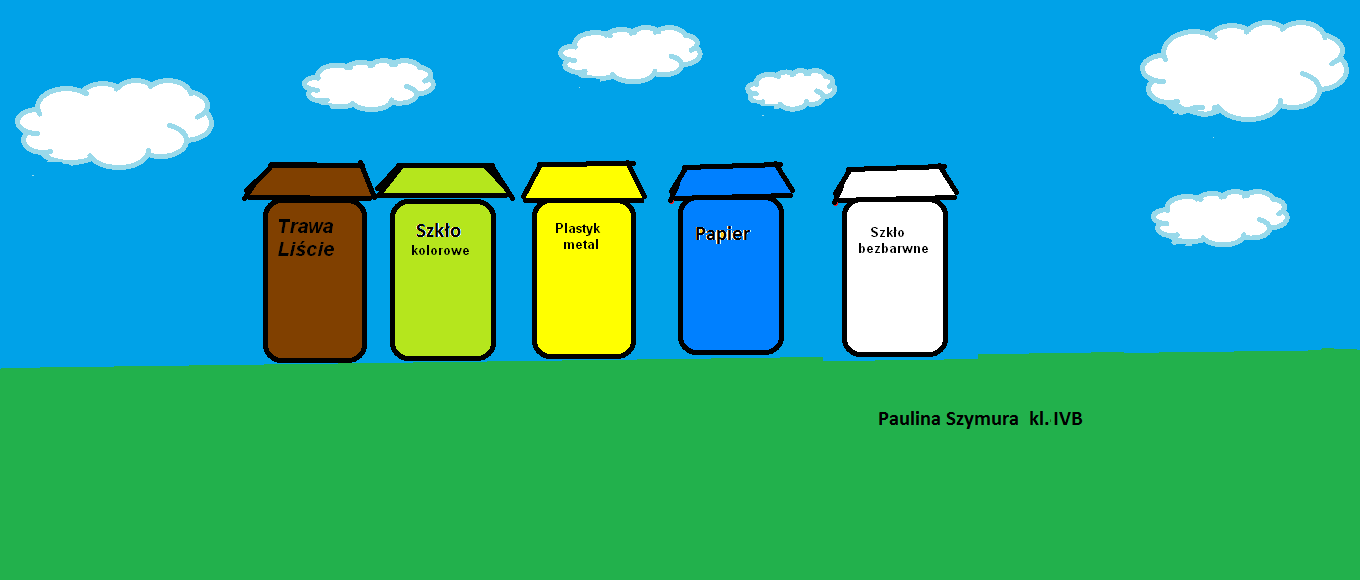 Trawa
Liście
Szkło
kolorowe
Plastyk
metal
Papier
Szkło
bezbarwne
Paulina Szymura kl. IVB